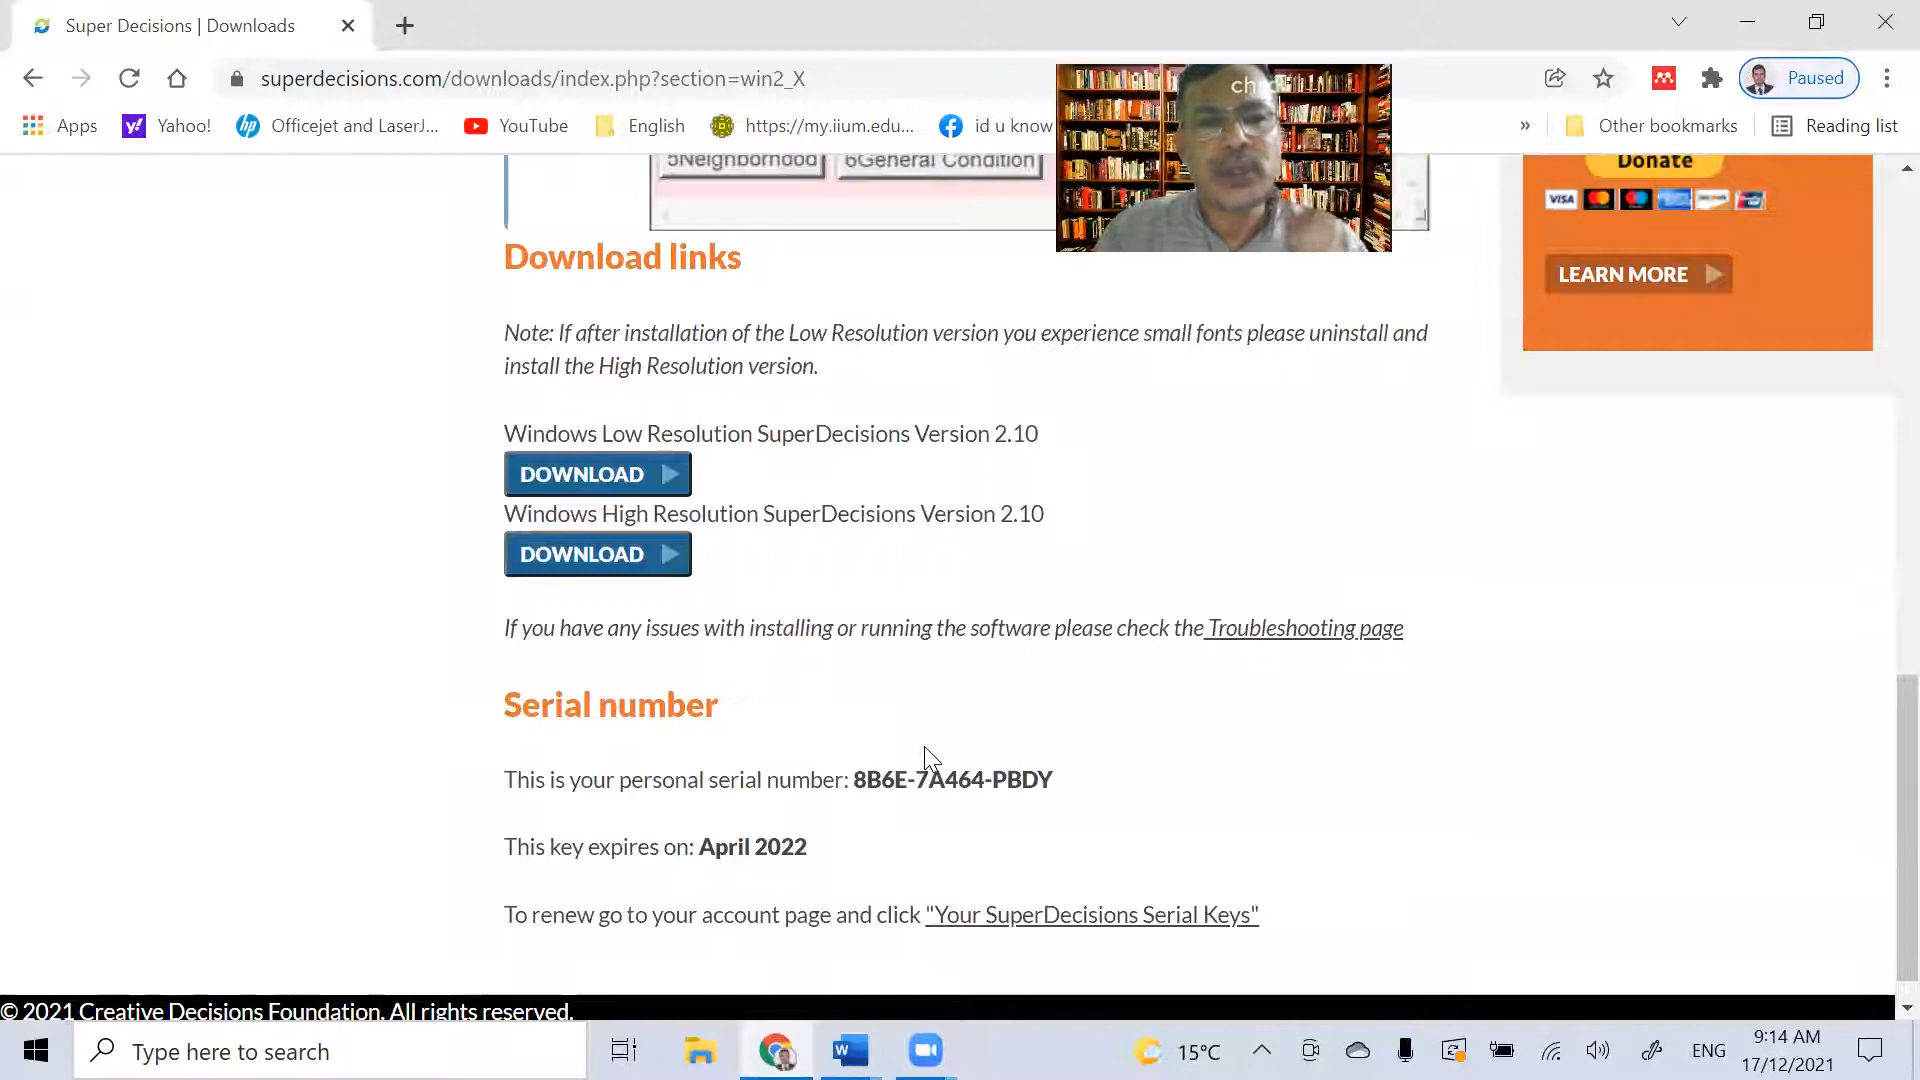 Super Decisions | Downloads
superdecisions.com/downloads/index.php?section=win2_X
Paused
Apps
Yahoo!
Officejet and LaserJ...
YouTube
English
https://my.iium.edu...
id u know
»
Other bookmarks
Reading list
5Neighborhood
6General Condition
Donate
VISA
LEARN MORE
Download links
Note: If after installation of the Low Resolution version you experience small fonts please uninstall and
install the High Resolution version.
Windows Low Resolution SuperDecisions Version 2.10
DOWNLOAD
Windows High Resolution SuperDecisions Version 2.10
DOWNLOAD
If you have any issues with installing or running the software please check the Troubleshooting page
Serial number
This is your personal serial number: 8B6E-7A464-PBDY
This key expires on: April 2022
To renew go to your account page and click "Your SuperDecisions Serial Keys"
© 2021 Creative Decisions Foundation. All rights reserved.
Type here to search
15°C
ENG
9:14 AM
17/12/2021